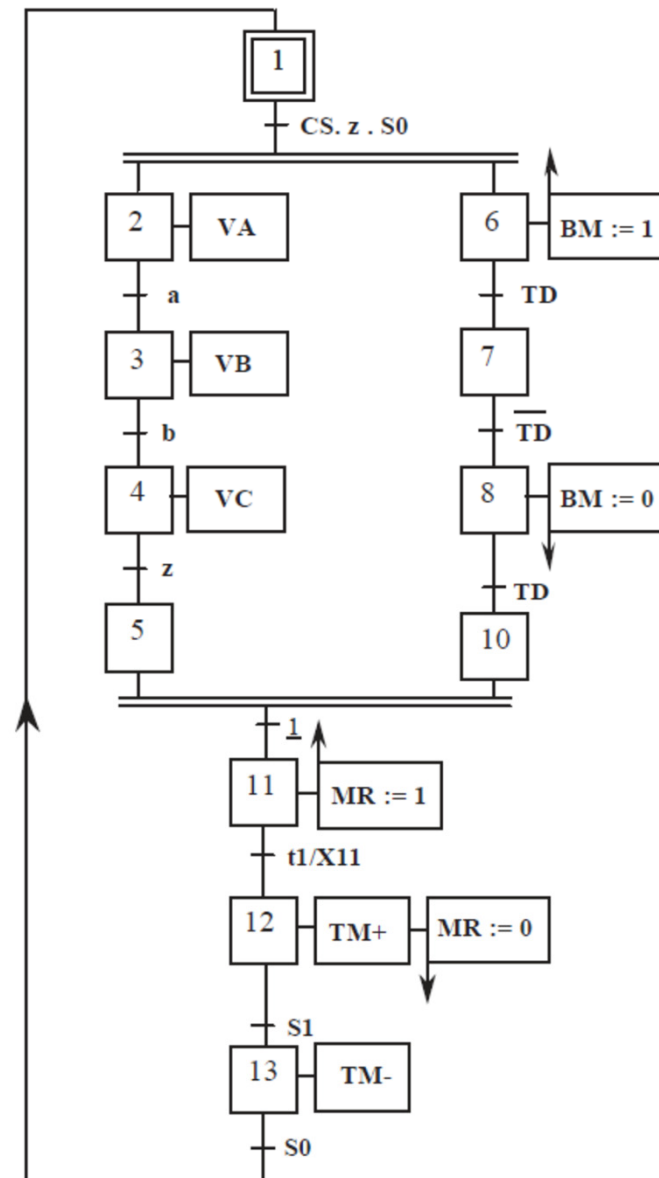 1
CS. z . S0
2 VA
6 BM := 1
a
TD
3 VB
7
b
T̅D̅
4 VC
8 BM := 0
z
TD
5
10
1
11 MR := 1
t1/X11
12 TM+ MR := 0
S1
13 TM-
S0